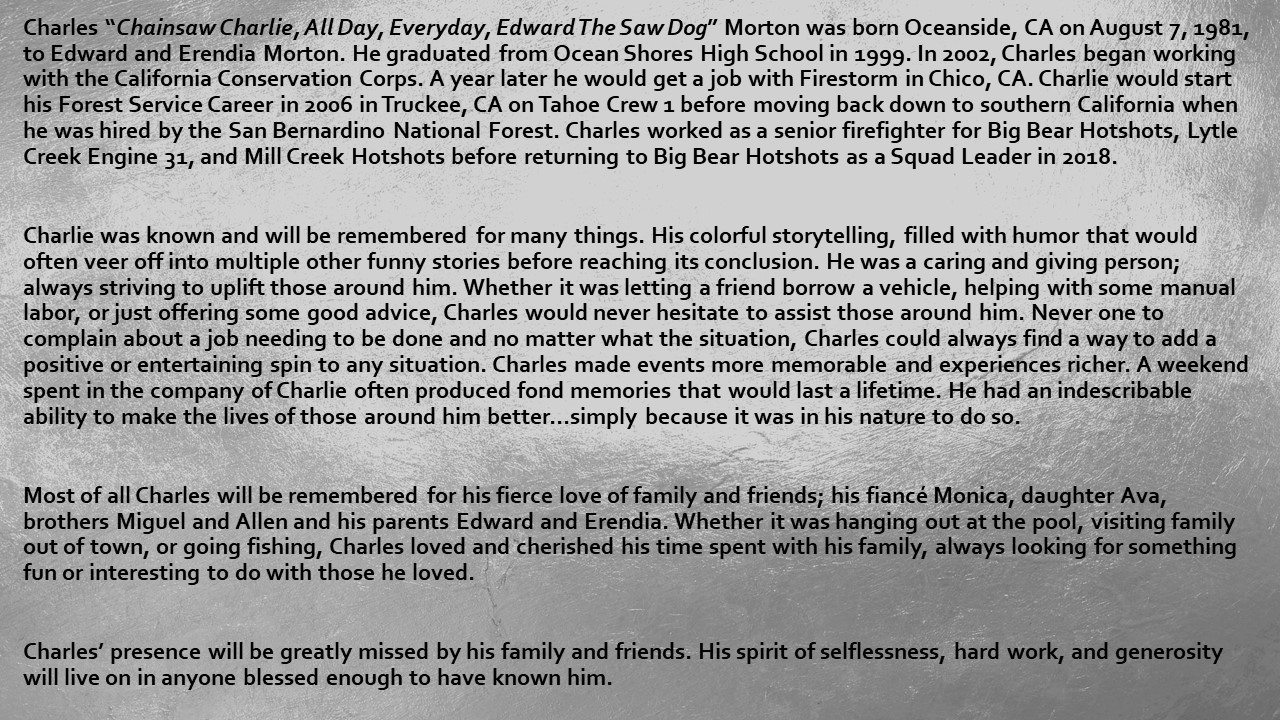 Charles “Chainsaw Charlie, All Day, Everyday, Edward The Saw Dog” Morton was born Oceanside, CA on August 7, 1981,
to Edward and Erendia Morton. He graduated from Ocean Shores High School in 1999. In 2002, Charles began working
with the California Conservation Corps. A year later he would get a job with Firestorm in Chico, CA. Charlie would start
his Forest Service Career in 2006 in Truckee, CA on Tahoe Crew 1 before moving back down to southern California when
he was hired by the San Bernardino National Forest. Charles worked as a senior firefighter for Big Bear Hotshots, Lytle
Creek Engine 31, and Mill Creek Hotshots before returning to Big Bear Hotshots as a Squad Leader in 2018.
Charlie was known and will be remembered for many things. His colorful storytelling, filled with humor that would
often veer off into multiple other funny stories before reaching its conclusion. He was a caring and giving person;
always striving to uplift those around him. Whether it was letting a friend borrow a vehicle, helping with some manual
labor, or just offering some good advice, Charles would never hesitate to assist those around him. Never one to
complain about a job needing to be done and no matter what the situation, Charles could always find a way to add a
positive or entertaining spin to any situation. Charles made events more memorable and experiences richer. A weekend
spent in the company of Charlie often produced fond memories that would last a lifetime. He had an indescribable
ability to make the lives of those around him better...simply because it was in his nature to do so.
Most of all Charles will be remembered for his fierce love of family and friends; his fiancé Monica, daughter Ava,
brothers Miguel and Allen and his parents Edward and Erendia. Whether it was hanging out at the pool, visiting family
out of town, or going fishing, Charles loved and cherished his time spent with his family, always looking for something
fun or interesting to do with those he loved.
Charles’ presence will be greatly missed by his family and friends. His spirit of selflessness, hard work, and generosity
will live on in anyone blessed enough to have known him.